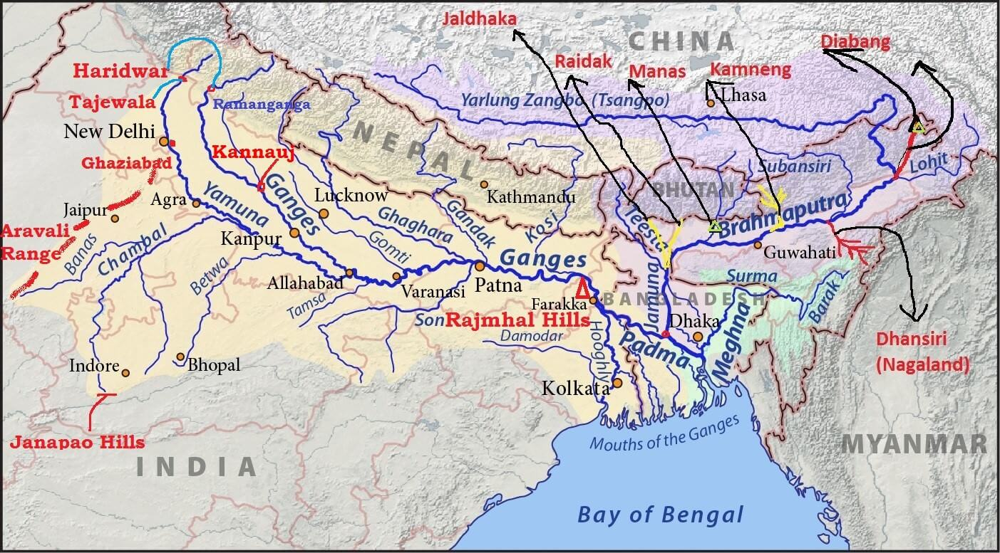 Jaldhaka
CHINA
Diabang
Raidak
Manas
Kamneng
Haridwar
Tajewala
Ramanganga
Yarlung Zangbo (Tsangpo)
Lhasa
New Delhi
NEPAL
Kannauj
Ghaziabad
Subansiri
Lohit
Agra
Yamuna
Ganges
Lucknow
Kathmandu
BHUTAN
Jaipur
Ghaghara
Gandak
Kosi
Teesta
Brahmaputra
Aravali
Range
Banas
Chambal
Kanpur
Gomti
Ganges
Guwahati
Betwa
Allahabad
Varanasi
Patna
Jamuna
Surma
Tamsa
Farakka
BANGLADESH
Barak
Son
Rajmhal Hills
Dhaka
Damodar
Hooghly
Padma
Meghna
Dhansiri
(Nagaland)
Indore
Bhopal
Kolkata
Janapao Hills
Mouths of the Ganges
MYANMAR
INDIA
Bay of Bengal